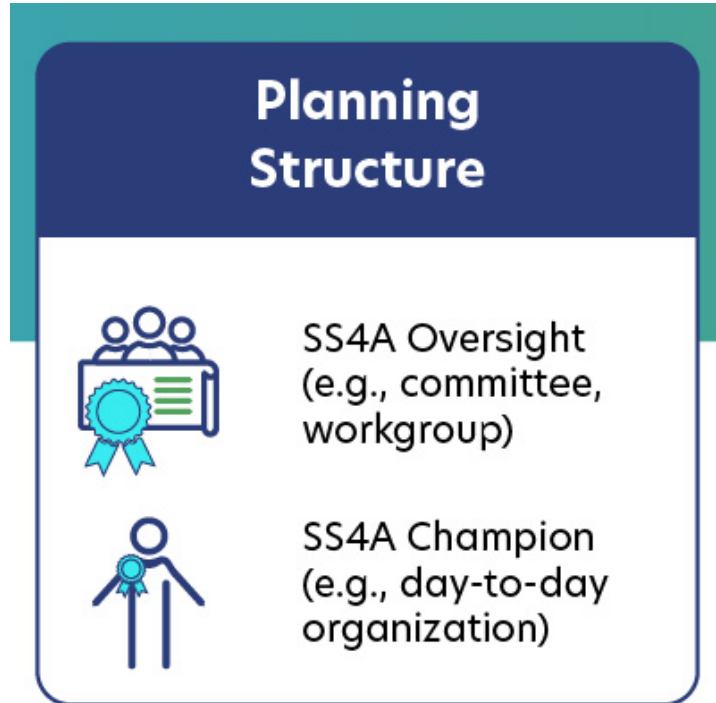 Planning
Structure
SS4A Oversight
(e.g., committee,
workgroup)
SS4A Champion
(e.g., day-to-day
organization)